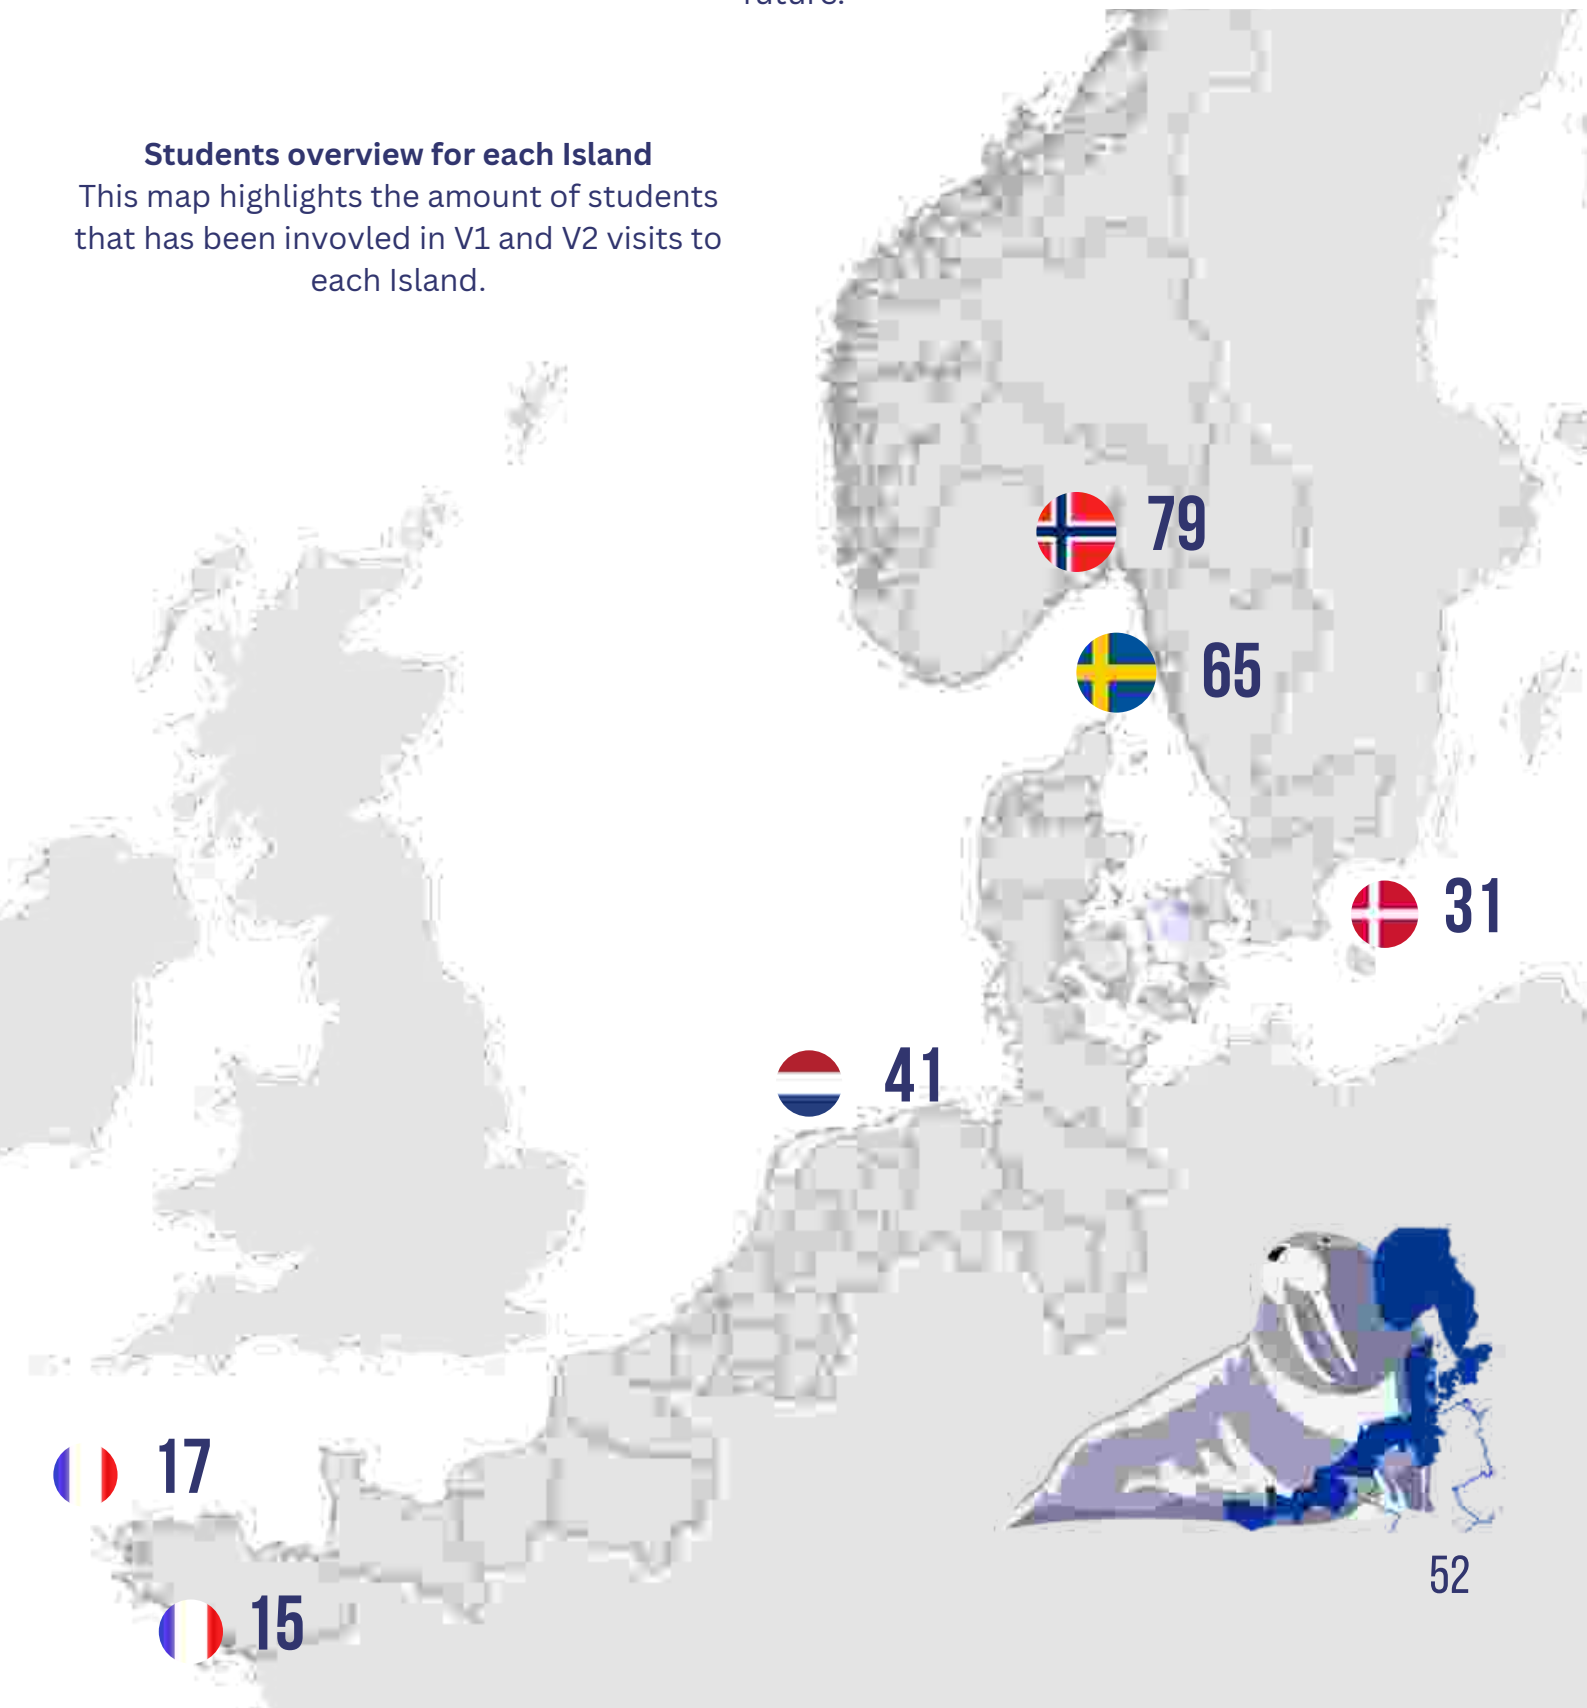 future.
Students overview for each Island
This map highlights the amount of students
that has been invovled in V1 and V2 visits to
each Island.
79
65
31
41
17
15
52